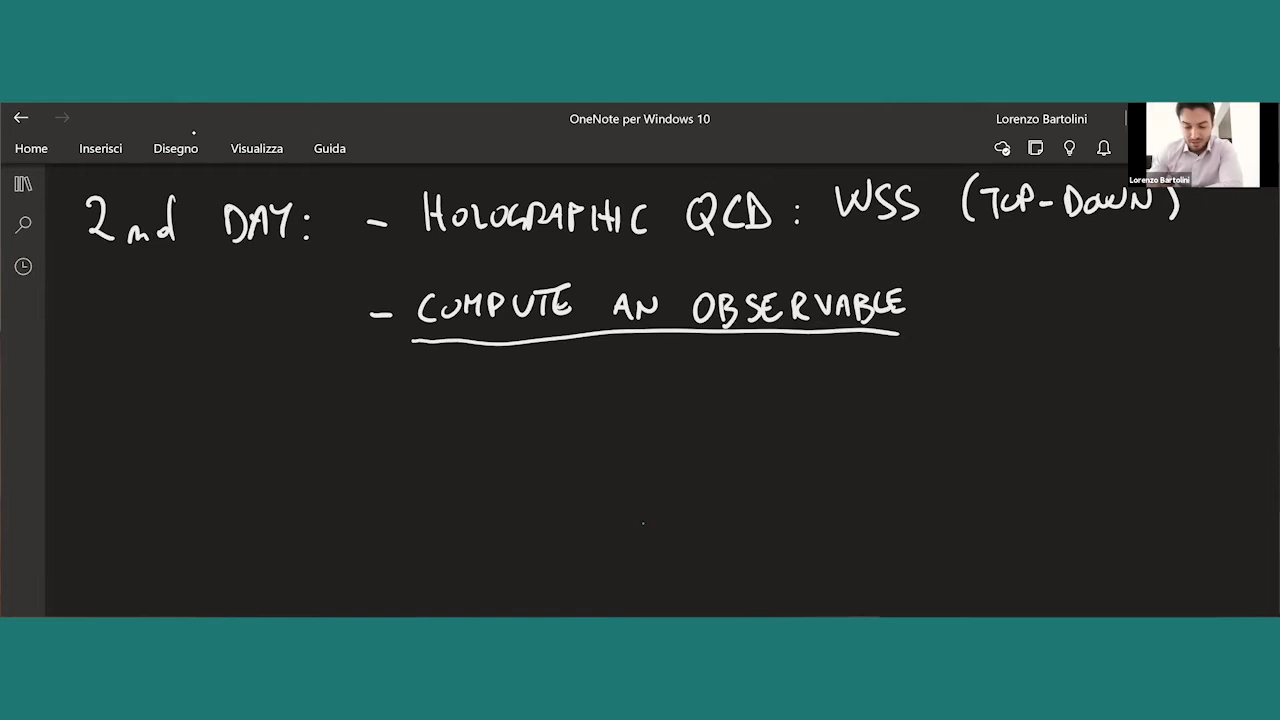 OneNote per Windows 10
Lorenzo Bartolini
Home Inserisci Disegno Visualizza Guida
Lorenzo Bartolini
2nd DAY: - HOLOGRAPHIC QCD: WSS (TOP-DOWN)
- COMPUTE AN OBSERVABLE